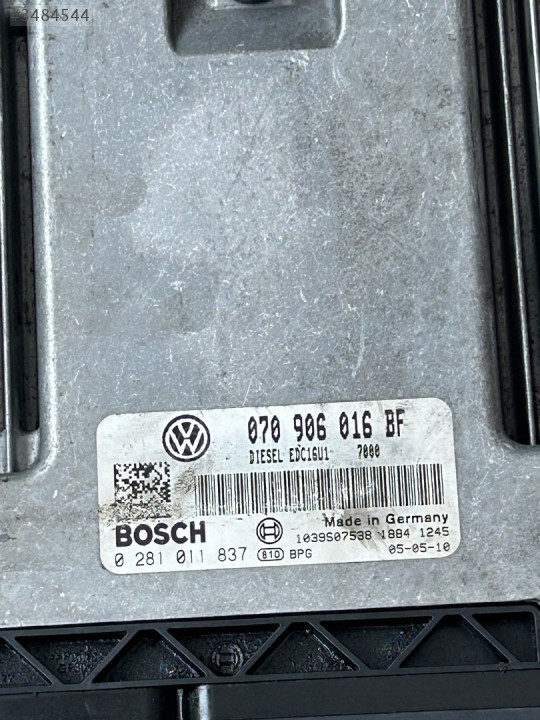 484544
070 906 016 BF
DIESEL EDC16U1 7000
BOSCH
Made in Germany
0 281 011 837 810 BPG
1039S07538 1884 1245
05-05-10